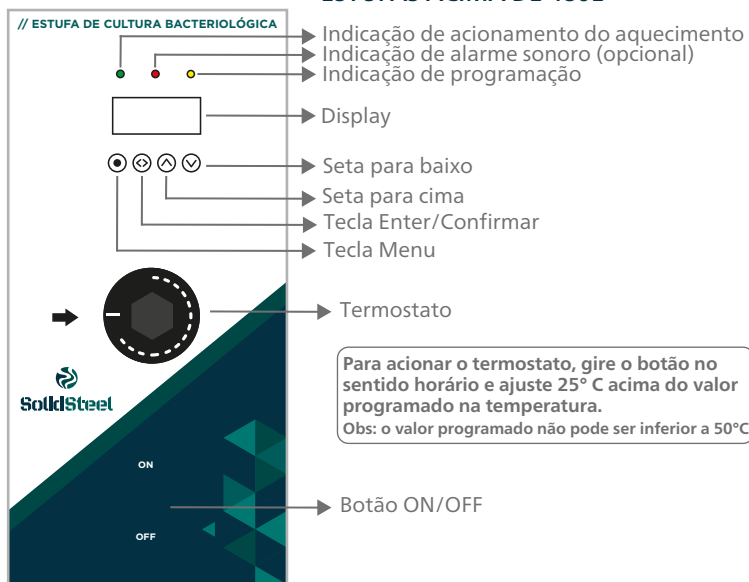 // ESTUFA DE CULTURA BACTERIOLÓGICA
Indicação de acionamento do aquecimento
Indicação de alarme sonoro (opcional)
Indicação de programação
Display
Seta para baixo
Seta para cima
Tecla Enter/Confirmar
Tecla Menu
Termostato
SolidSteel
Para acionar o termostato, gire o botão no
sentido horário e ajuste 25° C acima do valor
programado na temperatura.
Obs: o valor programado não pode ser inferior a 50°C
ON
Botão ON/OFF
OFF